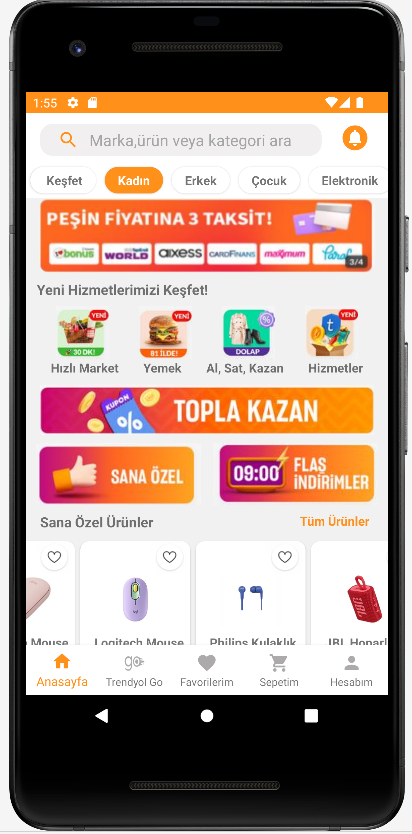 1:55
Marka,ürün veya kategori ara
Keşfet Kadın Erkek Çocuk Elektronik
PEŞİN FİYATINA 3 TAKSİT!
bonus WORLD axess CARDFINANS maximum Paraf
3/4
Yeni Hizmetlerimizi Keşfet!
YENİ YENİ YENİ
30 DK! 81 İLDE! DOLAP
Hızlı Market Yemek Al, Sat, Kazan Hizmetler
KUPON TOPLA KAZAN
SANA ÖZEL
09:00 FLAŞ
İNDİRİMLER
Sana Özel Ürünler Tüm Ürünler
Mouse Logitech Mouse Philips Kulaklık JBL Hoparl
Anasayfa Trendyol Go Favorilerim Sepetim Hesabım